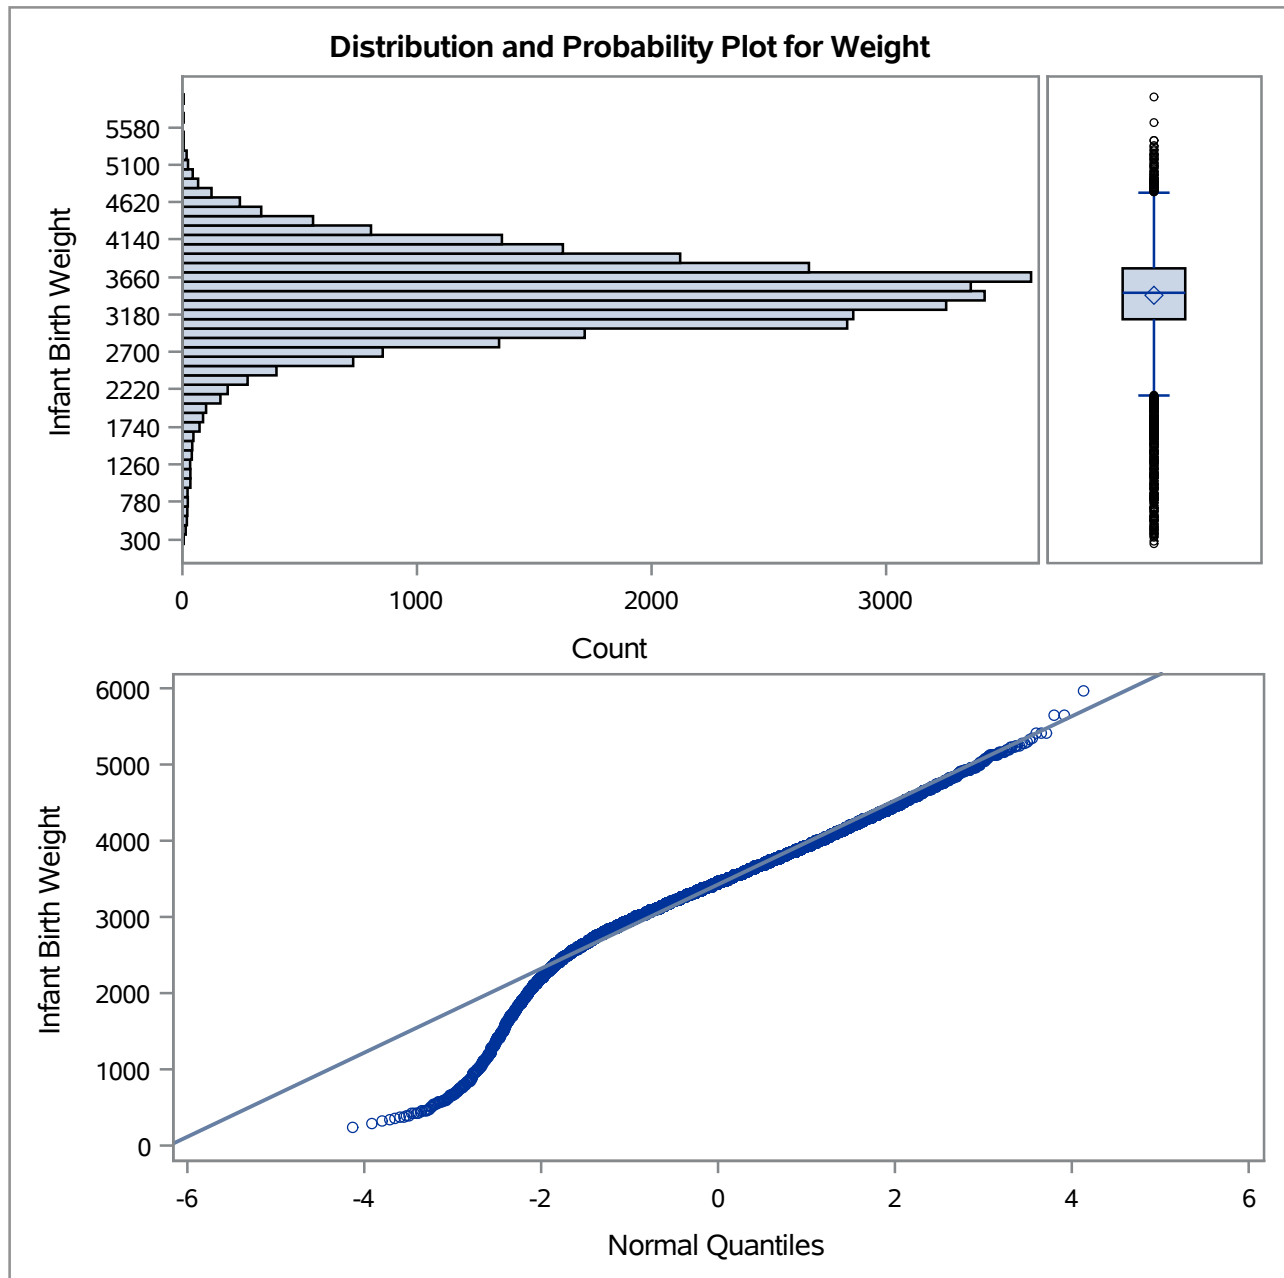 Distribution and Probability Plot for Weight
Infant Birth Weight
5580
5100
4620
4140
3660
3180
2700
2220
1740
1260
780
300
0 1000 2000 3000
Count
Infant Birth Weight
6000
5000
4000
3000
2000
1000
0
-6 -4 -2 0 2 4 6
Normal Quantiles